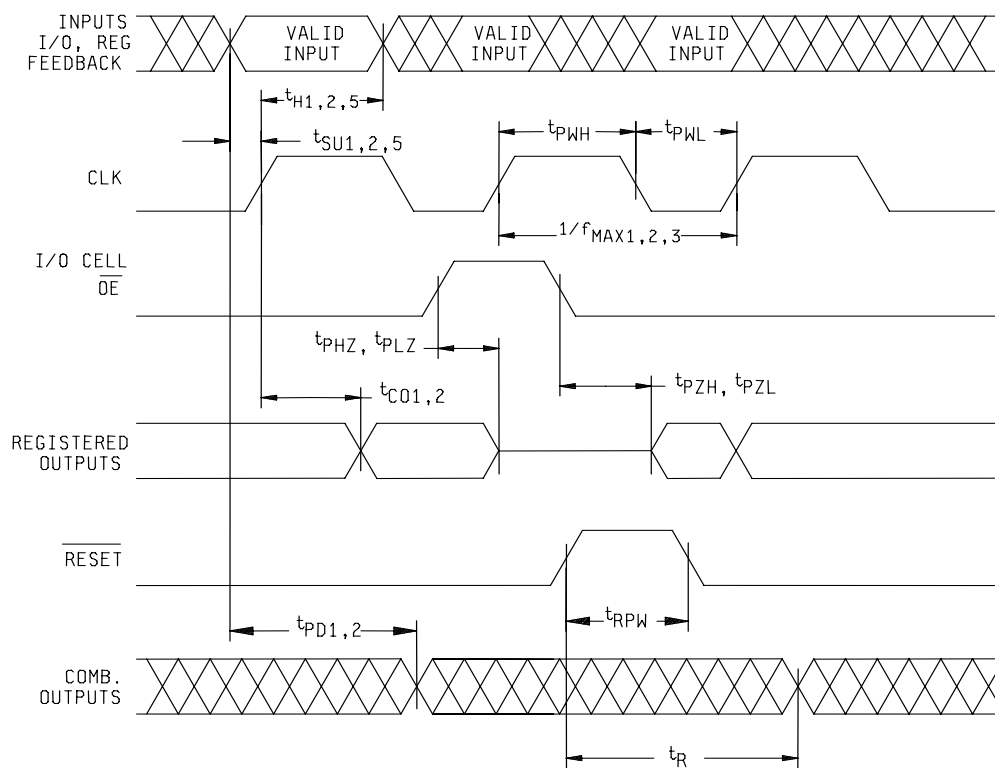 INPUTS
I/O, REG
FEEDBACK
VALID
INPUT
VALID
INPUT
VALID
INPUT
tH1,2,5
tSU1,2,5
tPWH
tPWL
CLK
1/fMAX1,2,3
I/O CELL
OE
tPHZ, tPLZ
tPZH, tPZL
tCO1,2
REGISTERED
OUTPUTS
RESET
tRPW
tPD1,2
COMB.
OUTPUTS
tR